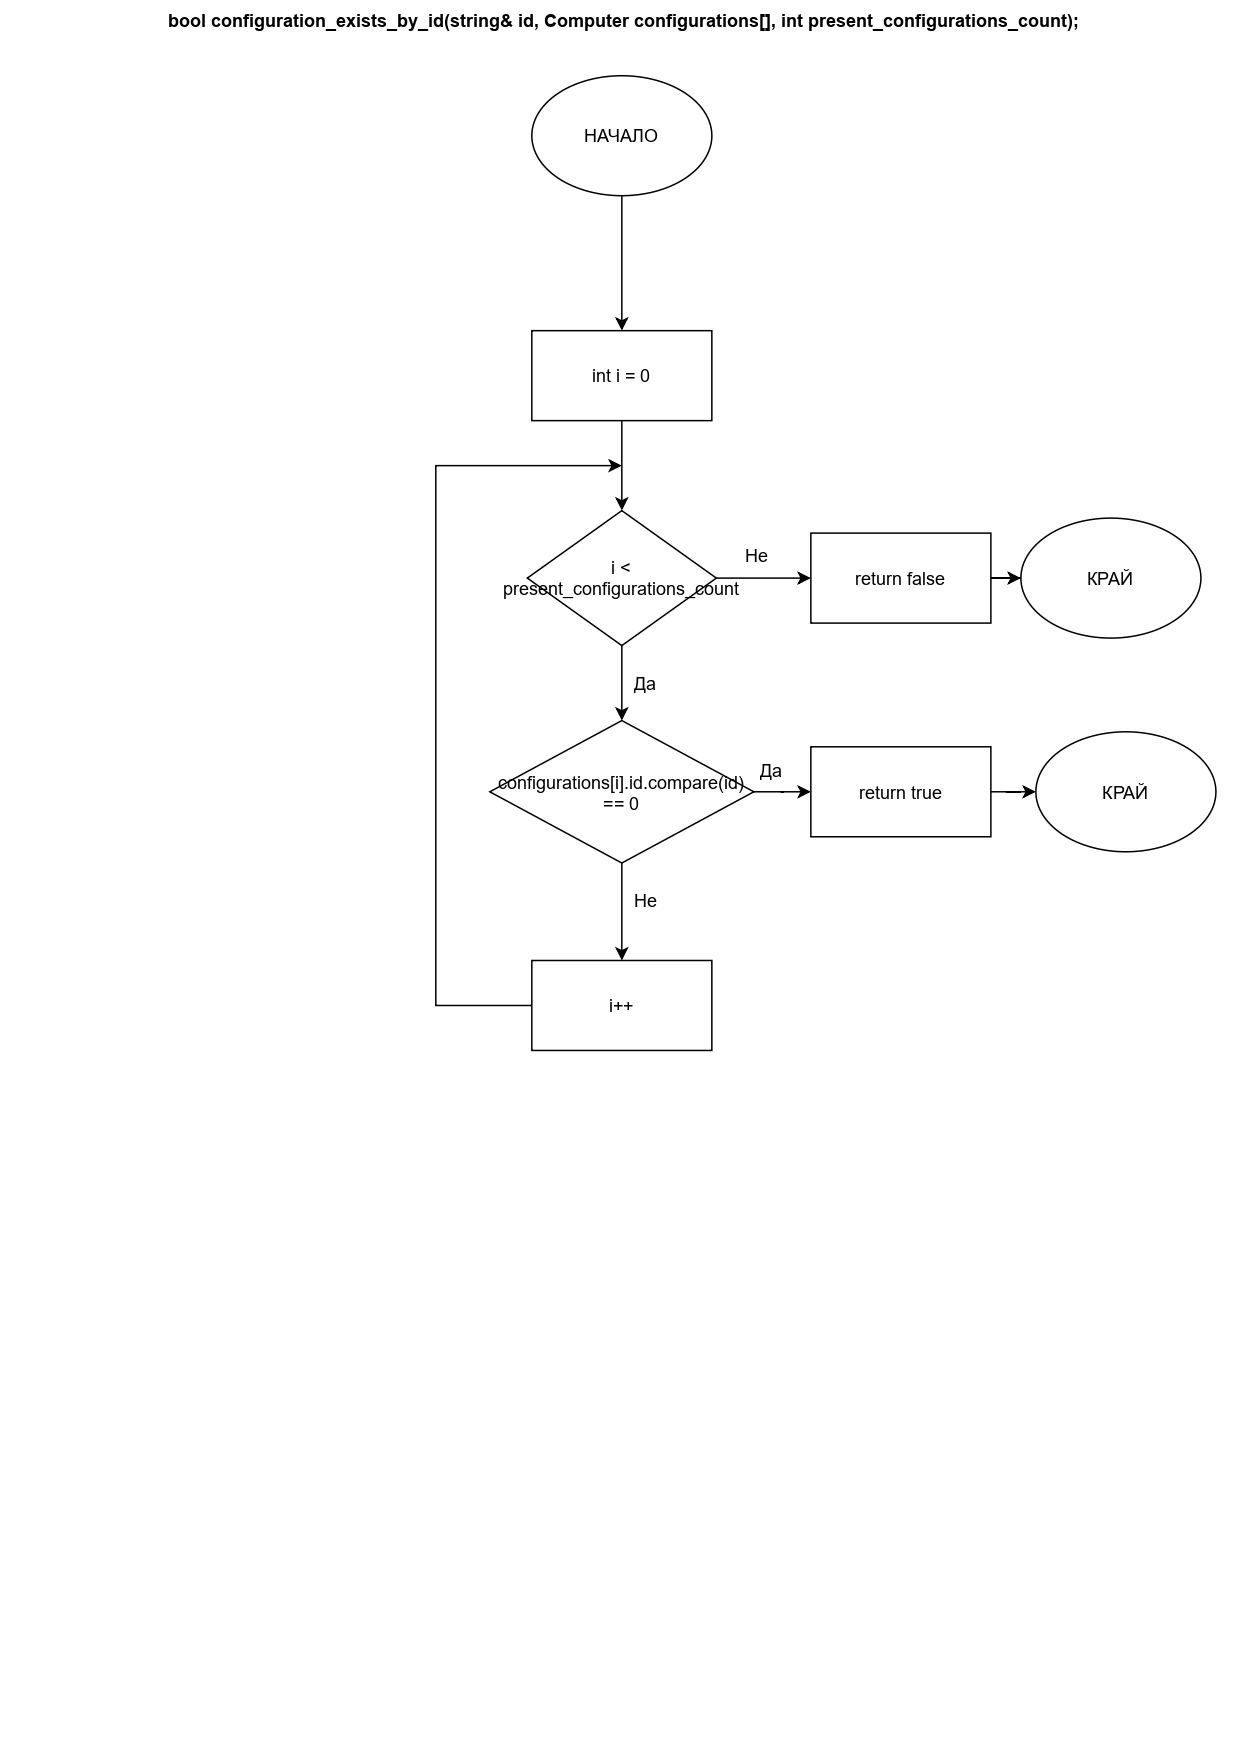 bool configuration_exists_by_id(string& id, Computer configurations[], int present_configurations_count);
НАЧАЛО
int i = 0
i <
present_configurations_count
Не
return false
КРАЙ
Да
configurations[i].id.compare(id)
== 0
Да
return true
КРАЙ
Не
i++